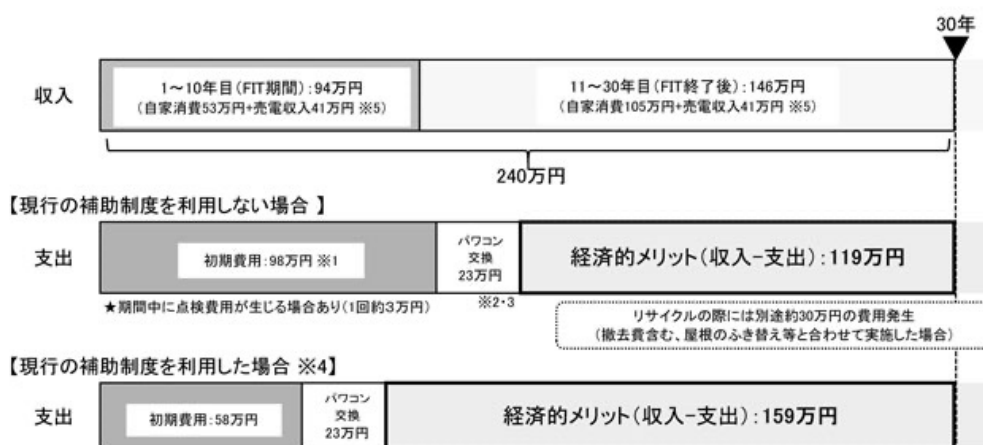 30年
収入
1～10年目(FIT期間):94万円
(自家消費53万円+売電収入41万円 ※5)
11～30年目(FIT終了後):146万円
(自家消費105万円+売電収入41万円 ※5)
240万円
【現行の補助制度を利用しない場合 】
支出
初期費用:98万円 ※1
パワコン
交換
23万円
経済的メリット(収入-支出):119万円
★期間中に点検費用が生じる場合あり(1回約3万円)
※2・3
リサイクルの際には別途約30万円の費用発生
(撤去費含む、屋根のふき替え等と合わせて実施した場合)
【現行の補助制度を利用した場合 ※4】
支出
初期費用:58万円
パワコン
交換
23万円
経済的メリット(収入-支出):159万円